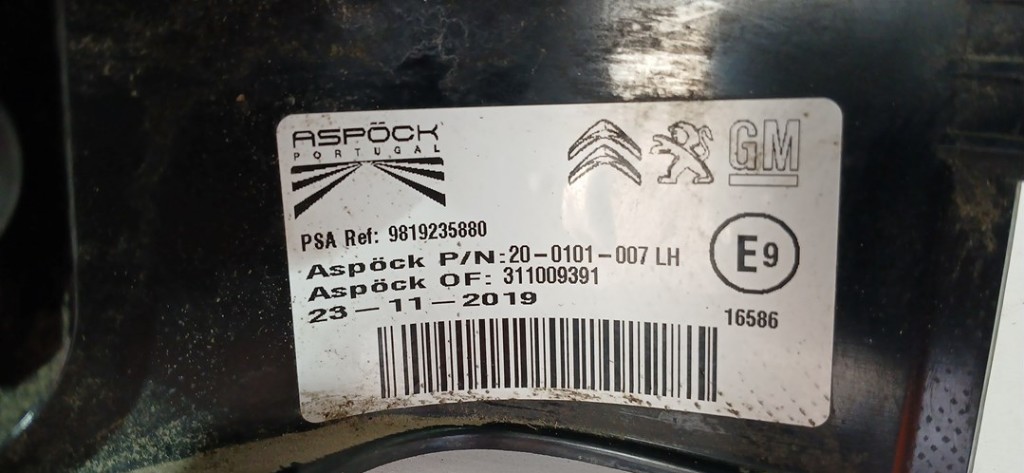 ASPÖCK
PORTUGAL
GM
PSA Ref: 9819235880
Aspöck P/N: 20-0101-007 LH
Aspöck OF: 311009391
23-11-2019
E9
16586